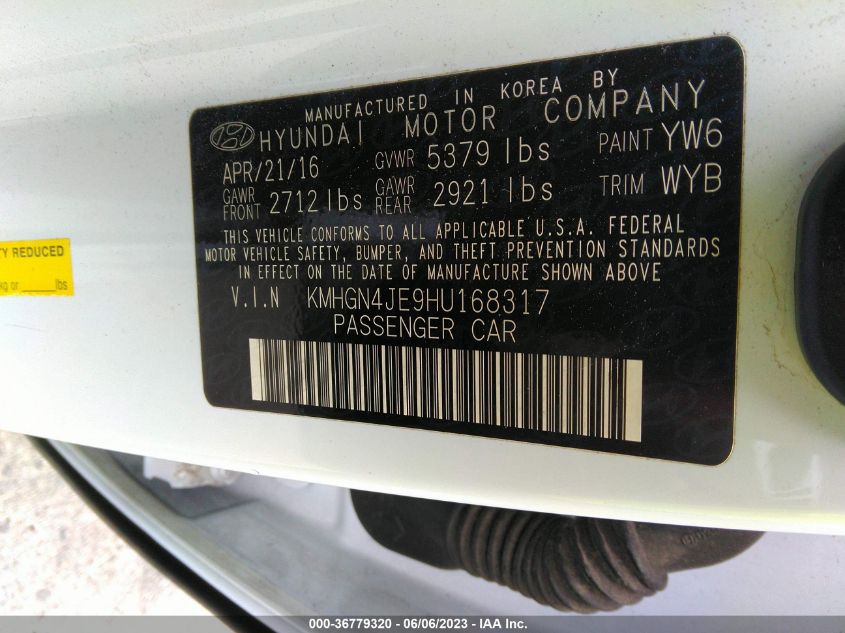 MANUFACTURED IN KOREA BY
HYUNDAI MOTOR COMPANY
APR/21/16 GVWR 5379 lbs PAINT YW6
GAWR FRONT 2712 lbs GAWR REAR 2921 lbs TRIM WYB
THIS VEHICLE CONFORMS TO ALL APPLICABLE U.S.A. FEDERAL
MOTOR VEHICLE SAFETY, BUMPER, AND THEFT PREVENTION STANDARDS
IN EFFECT ON THE DATE OF MANUFACTURE SHOWN ABOVE
V.I.N KMHGN4JE9HU168317
PASSENGER CAR
TY REDUCED
kg or ______lbs
000-36779320 - 06/06/2023 - © IAA Inc.